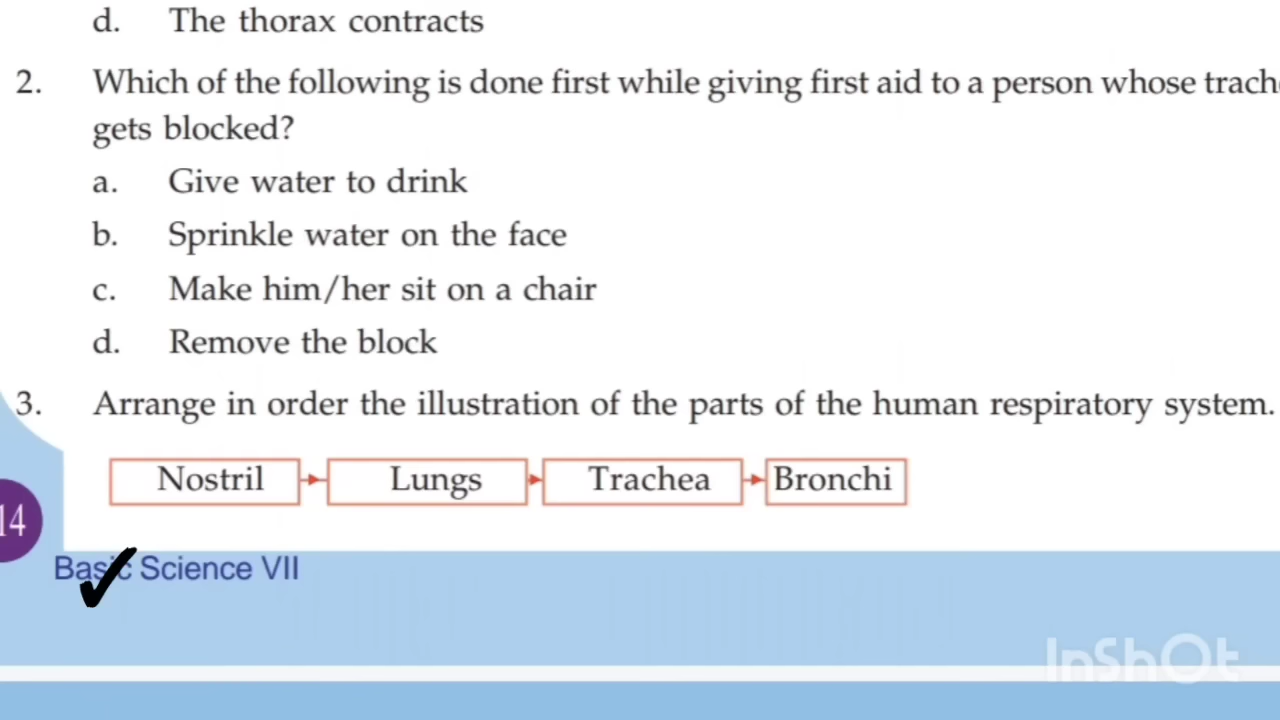 d. The thorax contracts
2. Which of the following is done first while giving first aid to a person whose
gets blocked?
a. Give water to drink
b. Sprinkle water on the face
c. Make him/her sit on a chair
d. Remove the block
3. Arrange in order the illustration of the parts of the human respiratory system.
Nostril Lungs Trachea Bronchi
14
Basic Science VII
InShOt